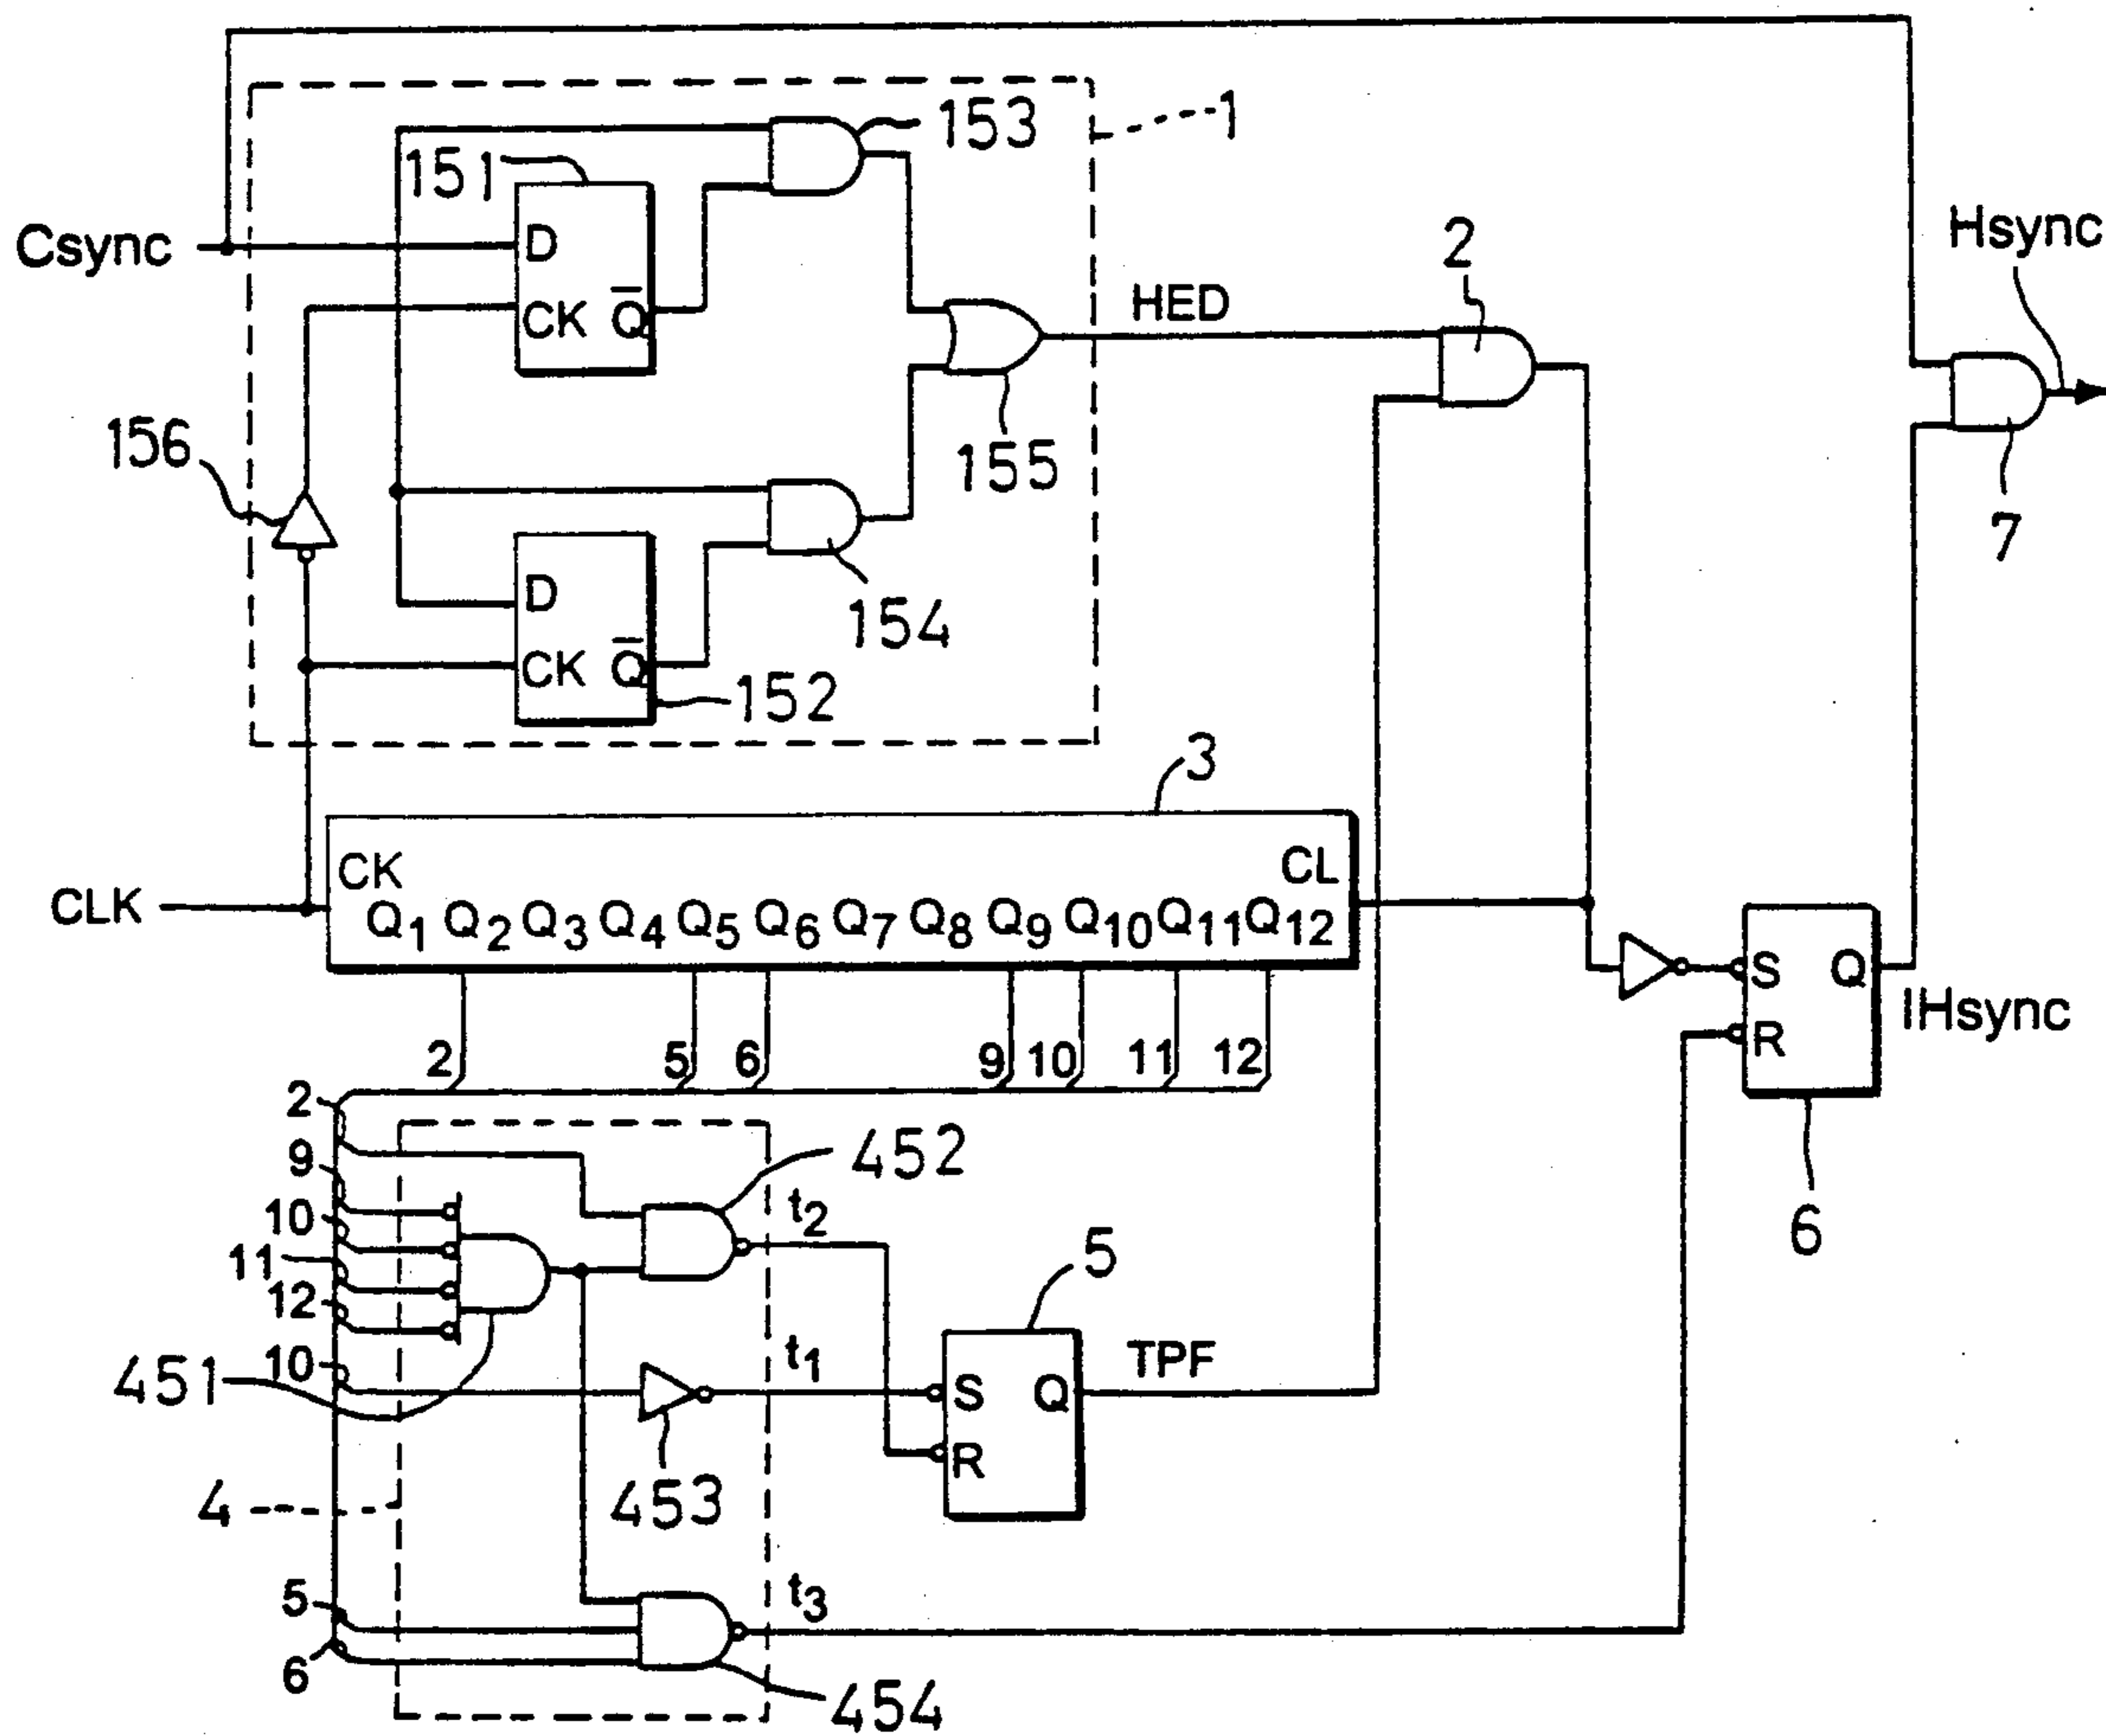 153
1
151
Csync
D
CK Q̅
HED
2
Hsync
156
155
7
D
CK Q̅
154
152
3
CLK
CK
CL
Q1 Q2 Q3 Q4 Q5 Q6 Q7 Q8 Q9 Q10 Q11 Q12
S Q
R
IHsync
6
2 5 6 9 10 11 12
2
9
10
11
12
10
452
t2
5
451
t1
TPF
S Q
R
453
4
5
6
t3
454